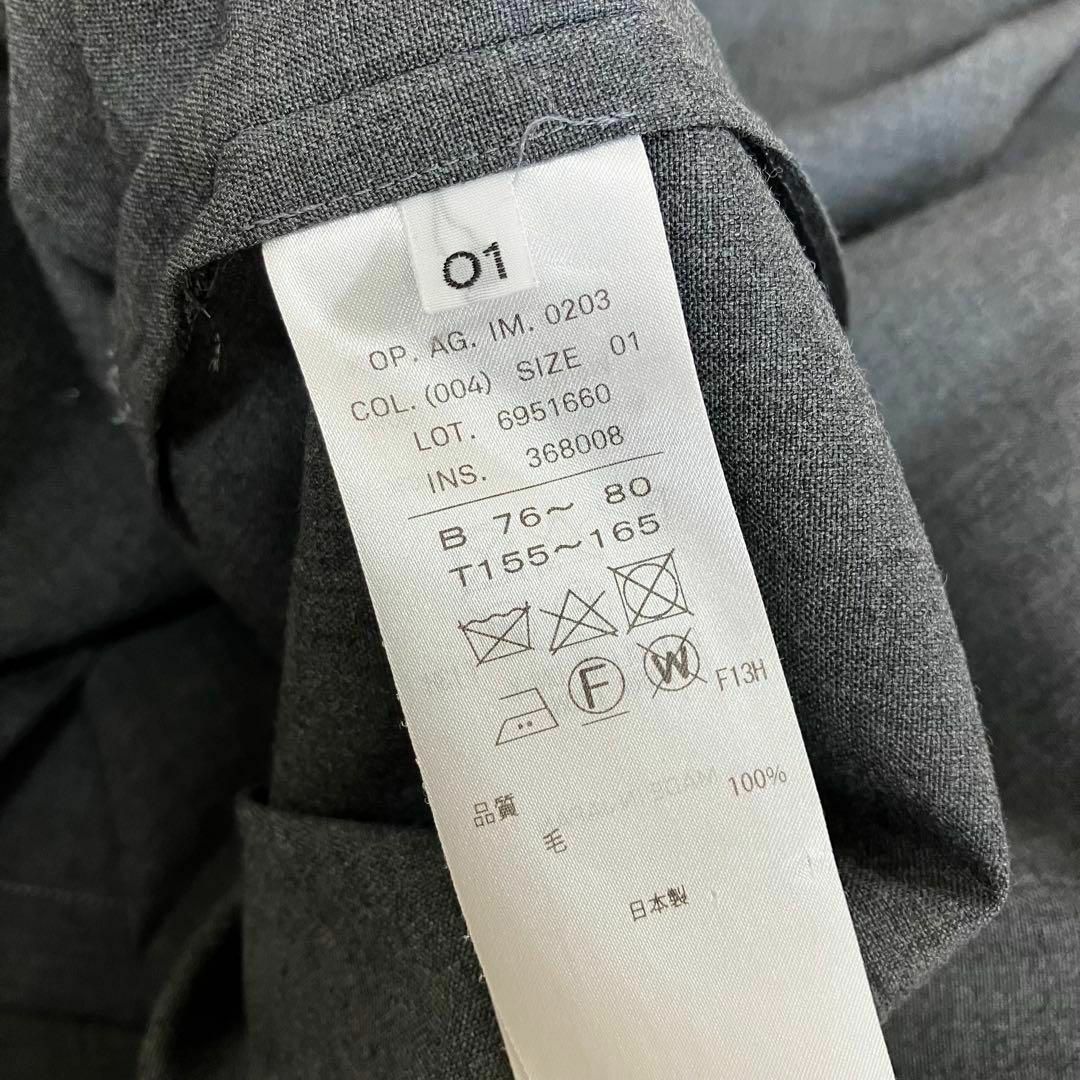 01
OP. AG. IM. 0203
COL. (004) SIZE 01
LOT. 6951660
INS. 368008
B 76～ 80
T155～165
F W F13H
品質 100%
毛
日本製